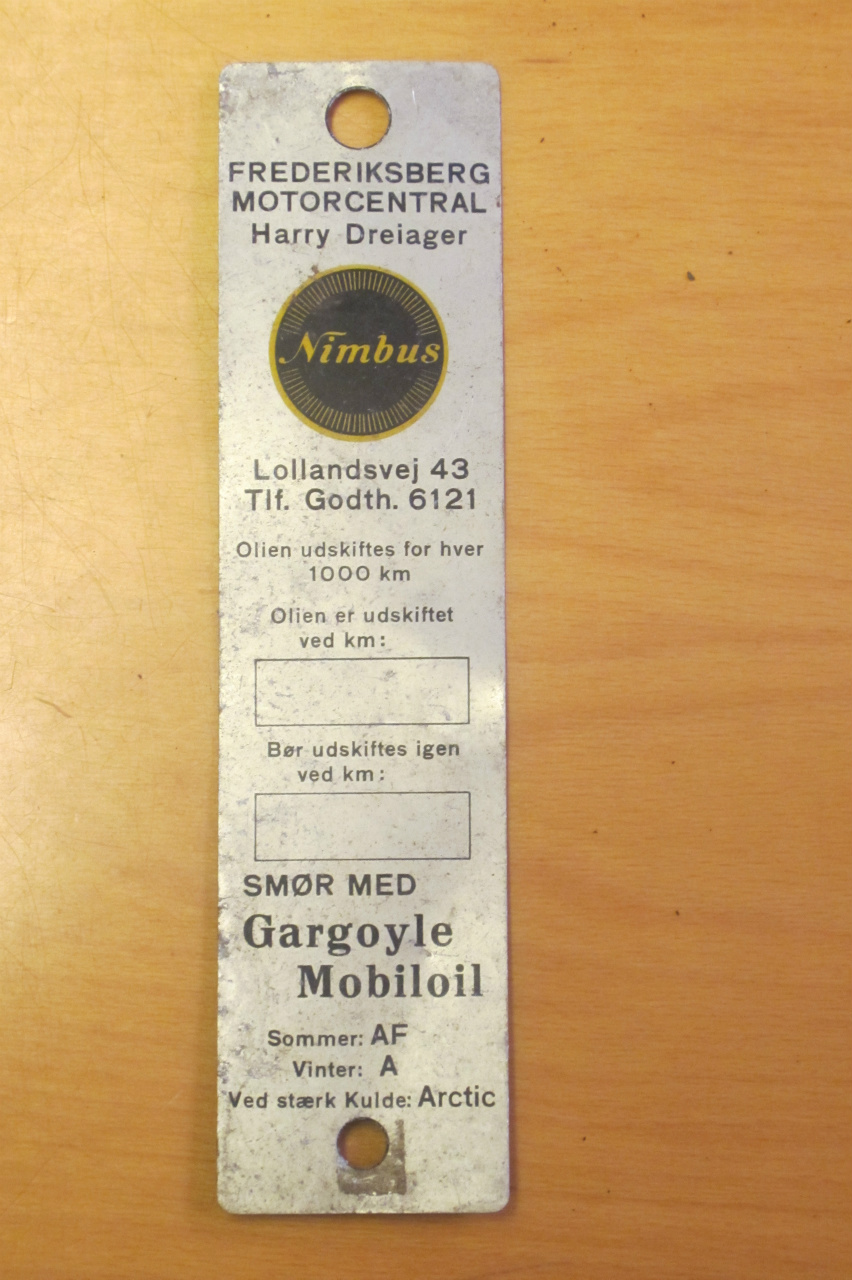 FREDERIKSBERG
MOTORCENTRAL
Harry Dreiager
Nimbus
Lollandsvej 43
Tlf. Godth. 6121
Olien udskiftes for hver
1000 km
Olien er udskiftet
ved km:
Bør udskiftes igen
ved km:
SMØR MED
Gargoyle
Mobiloil
Sommer: AF
Vinter: A
Ved stærk Kulde: Arctic